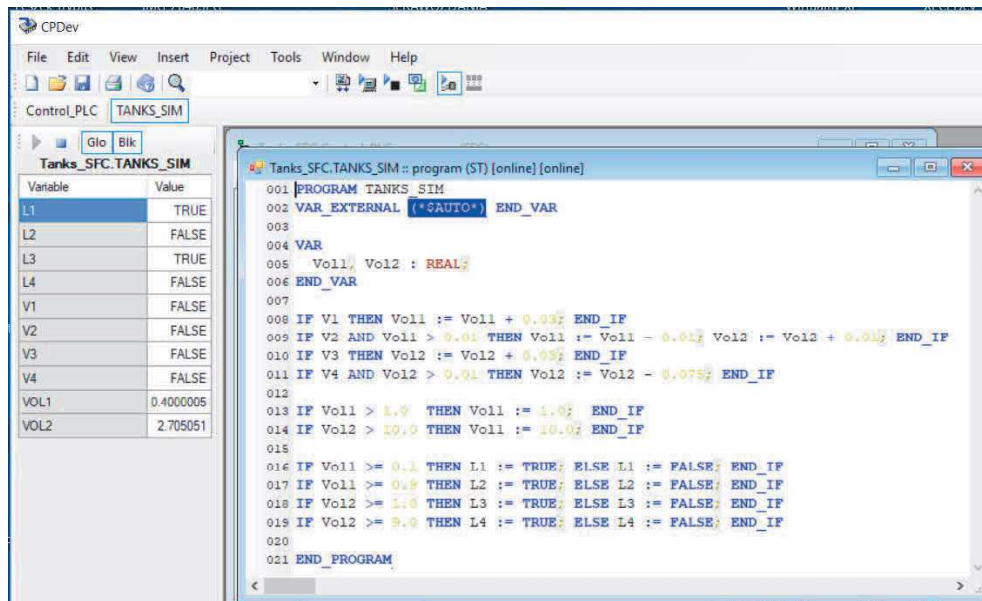 CPDev
File Edit View Insert Project Tools Window Help
Control_PLC TANKS_SIM
Glo Blk
Tanks_SFC.TANKS_SIM
Variable Value
L1 TRUE
L2 FALSE
L3 TRUE
L4 FALSE
V1 FALSE
V2 FALSE
V3 FALSE
V4 FALSE
VOL1 0.4000005
VOL2 2.705051
Tanks_SFC.TANKS_SIM :: program (ST) [online] [online]
001 PROGRAM TANKS_SIM
002 VAR_EXTERNAL (*$AUTO*) END_VAR
003
004 VAR
005 Vol1, Vol2 : REAL;
006 END_VAR
007
008 IF V1 THEN Vol1 := Vol1 + 0.03; END_IF
009 IF V2 AND Vol1 > 0.01 THEN Vol1 := Vol1 - 0.01; Vol2 := Vol2 + 0.01; END_IF
010 IF V3 THEN Vol2 := Vol2 + 0.05; END_IF
011 IF V4 AND Vol2 > 0.01 THEN Vol2 := Vol2 - 0.075; END_IF
012
013 IF Vol1 > 1.0 THEN Vol1 := 1.0; END_IF
014 IF Vol2 > 10.0 THEN Vol1 := 10.0; END_IF
015
016 IF Vol1 >= 0.1 THEN L1 := TRUE; ELSE L1 := FALSE; END_IF
017 IF Vol1 >= 0.9 THEN L2 := TRUE; ELSE L2 := FALSE; END_IF
018 IF Vol2 >= 1.0 THEN L3 := TRUE; ELSE L3 := FALSE; END_IF
019 IF Vol2 >= 9.0 THEN L4 := TRUE; ELSE L4 := FALSE; END_IF
020
021 END_PROGRAM